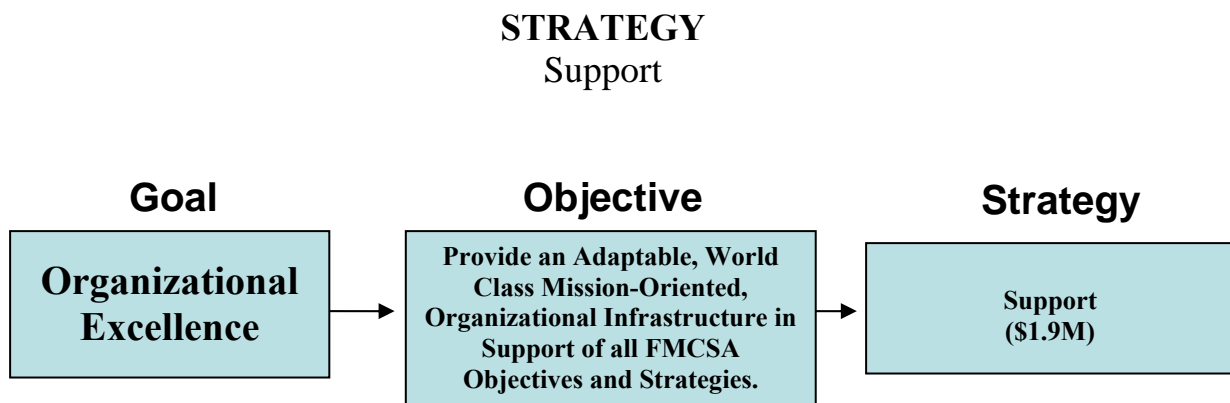 STRATEGY
Support
Goal
Organizational
Excellence
Objective
Provide an Adaptable, World
Class Mission-Oriented,
Organizational Infrastructure in
Support of all FMCSA
Objectives and Strategies.
Strategy
Support
($1.9M)